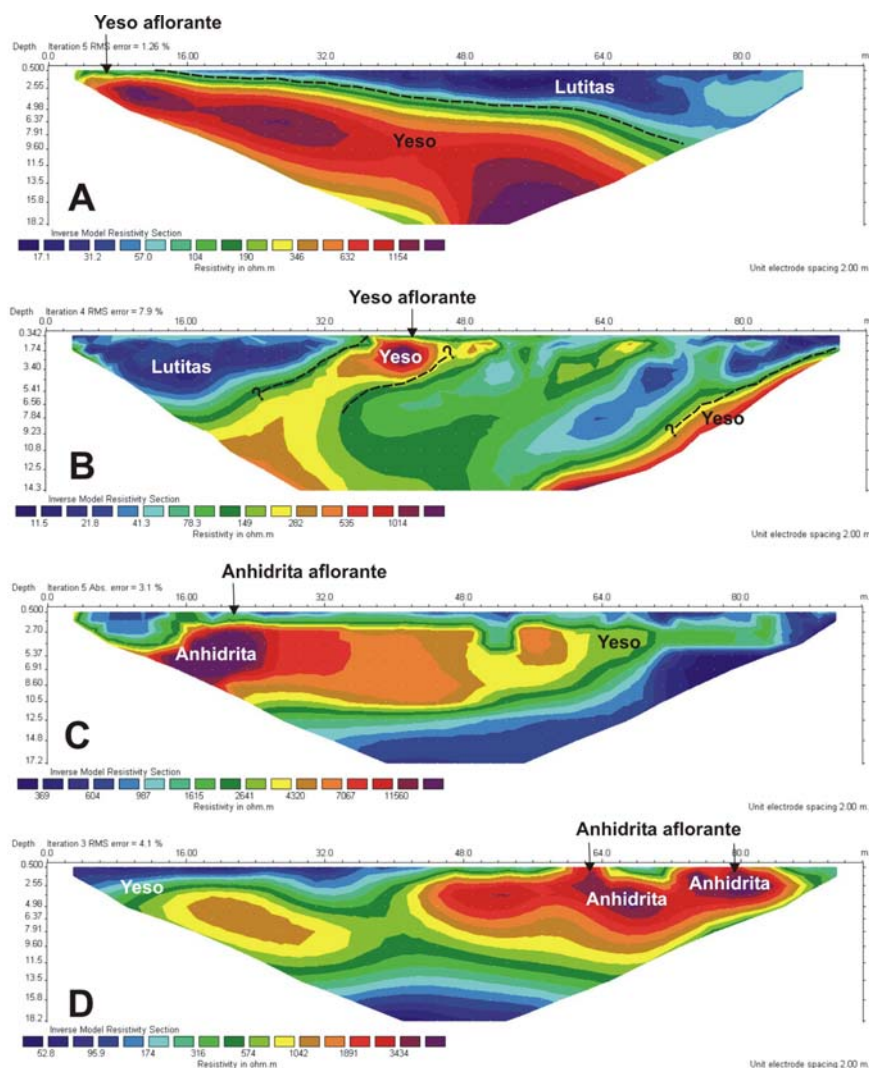 Yeso aflorante
Depth Iteration 5 RMS error = 1.26 %
0.0 16.00 32.0 48.0 64.0 80.0 m.
0.500
2.55
4.98
6.37
7.91
9.60
11.5
13.5
15.8
18.2
Lutitas
Yeso
A
Inverse Model Resistivity Section
17.1 31.2 57.0 104 190 346 632 1154
Resistivity in ohm.m
Unit electrode spacing 2.00 m.
Yeso aflorante
Depth Iteration 4 RMS error = 7.9 %
0.0 16.00 32.0 48.0 64.0 80.0 m.
0.342
1.74
3.40
5.41
6.56
7.84
9.23
10.8
12.5
14.3
Lutitas
Yeso
?
?
?
?
Yeso
B
Inverse Model Resistivity Section
11.5 21.8 41.3 78.3 149 282 535 1014
Resistivity in ohm.m
Unit electrode spacing 2.00 m.
Anhidrita aflorante
Depth Iteration 5 Abs. error = 3.1 %
0.0 16.00 32.0 48.0 64.0 80.0 m.
0.500
2.70
5.37
6.91
8.60
10.5
12.5
14.8
17.2
Anhidrita
Yeso
C
Inverse Model Resistivity Section
369 604 987 1615 2641 4320 7067 11560
Resistivity in ohm.m
Unit electrode spacing 2.00 m.
Anhidrita aflorante
Depth Iteration 3 RMS error = 4.1 %
0.0 16.00 32.0 48.0 64.0 80.0 m.
0.500
2.55
4.98
6.37
7.91
9.60
11.5
13.5
15.8
18.2
Yeso
Anhidrita
Anhidrita
D
Inverse Model Resistivity Section
52.8 95.9 174 316 574 1042 1891 3434
Resistivity in ohm.m
Unit electrode spacing 2.00 m.